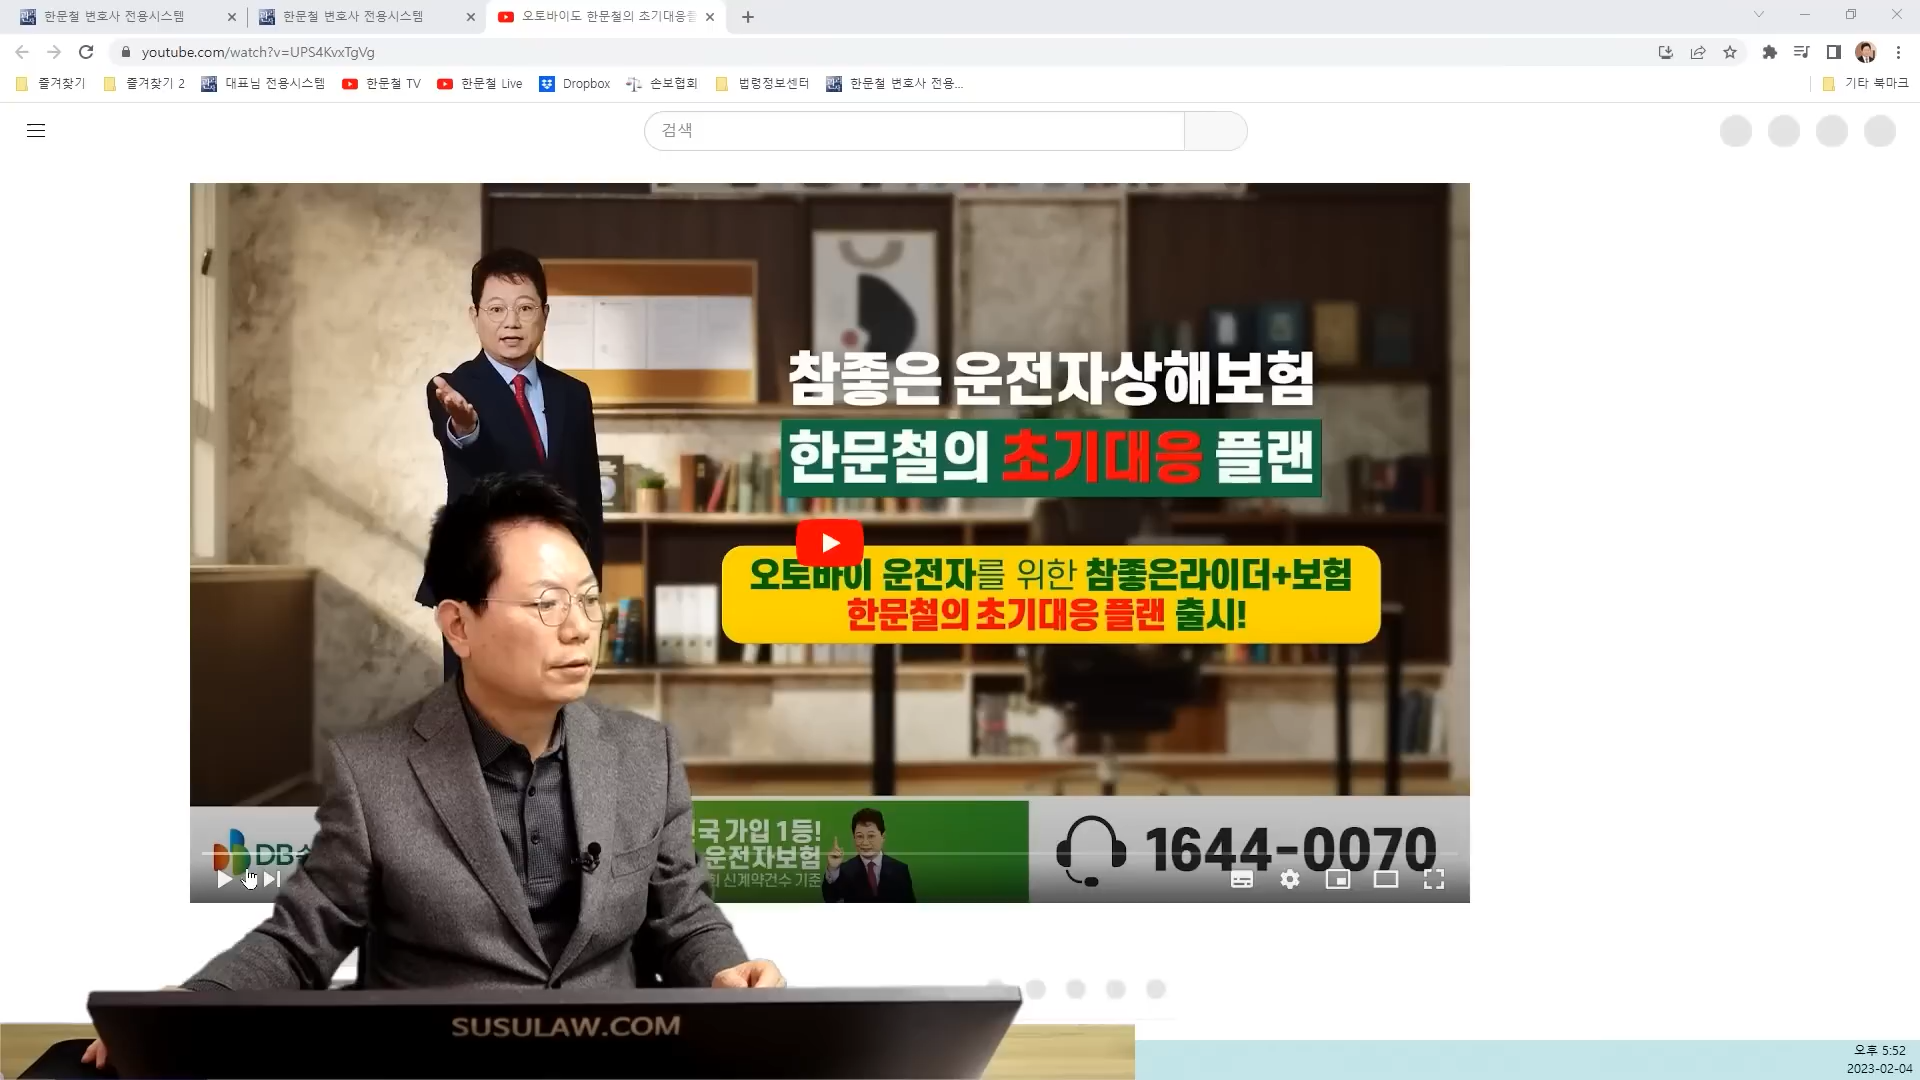 한문철 변호사 전용시스템
한문철 변호사 전용시스템
오토바이도 한문철의 초기대응플
youtube.com/watch?v=UPS4KvxTgVg
즐겨찾기
즐겨찾기 2
대표님 전용시스템
한문철 TV
한문철 Live
Dropbox
손보협회
법령정보센터
한문철 변호사 전용...
기타 북마크
검색
참좋은 운전자상해보험
한문철의 초기대응 플랜
오토바이 운전자를 위한 참좋은라이더+보험
한문철의 초기대응 플랜 출시!
DB
국 가입 1등!
운전자보험
회 신계약건수 기준
1644-0070
SUSULAW.COM
오후 5:52
2023-02-04